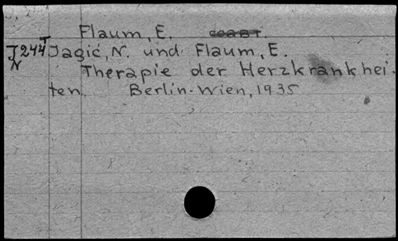 Flaum, E.
J244 Jagić, N. und Flaum, E.
N Therapie der Herzkrankhei-
ten. Berlin-Wien, 1935